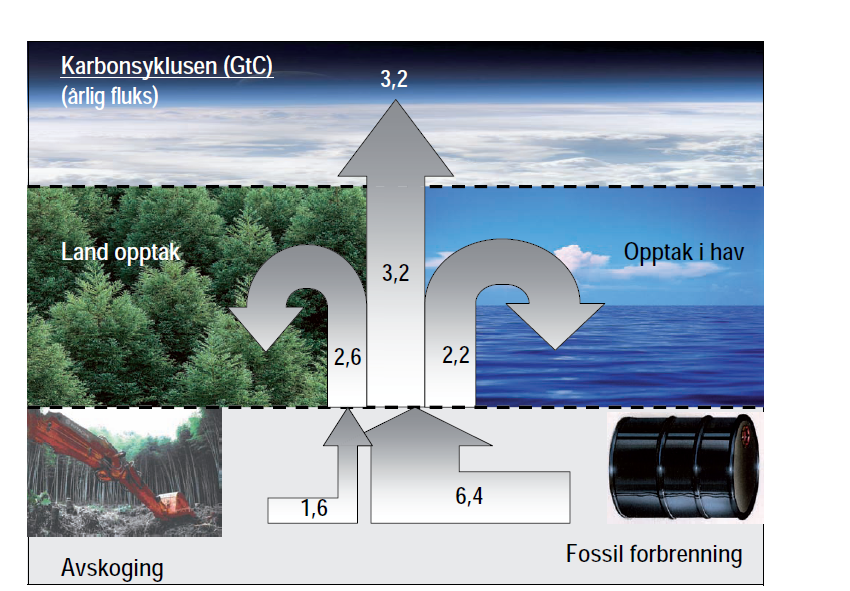 Karbonsyklusen (GtC)
(årlig fluks)
3,2
Land opptak
Opptak i hav
3,2
2,6
2,2
1,6
6,4
Avskoging
Fossil forbrenning